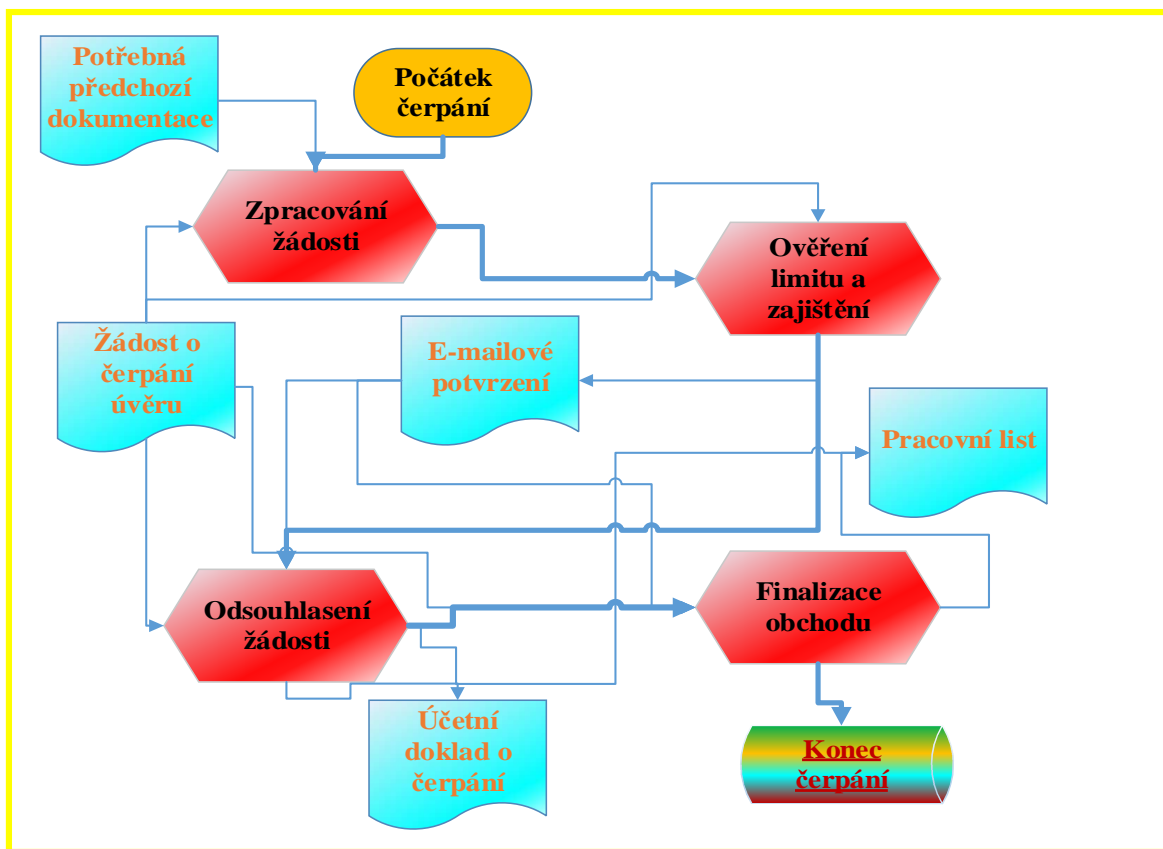 Potřebná
předchozí
dokumentace
Počátek
čerpání
Zpracování
žádosti
Ověření
limitu a
zajištění
Žádost o
čerpání
úvěru
E-mailové
potvrzení
Pracovní list
Odsouhlasení
žádosti
Finalizace
obchodu
Účetní
doklad o
čerpání
Konec
čerpání